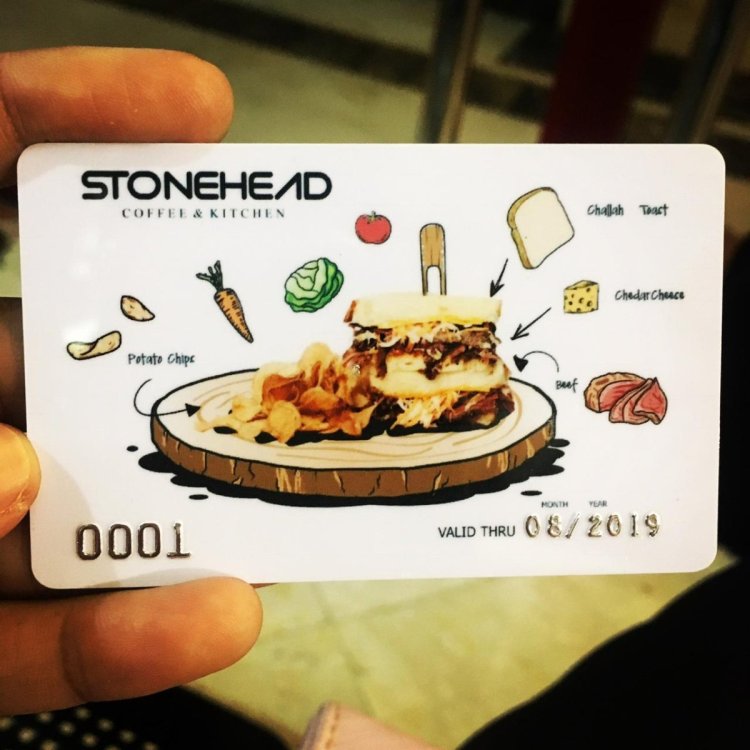 STONEHEAD
COFFEE & KITCHEN
Challah Toast
Chedar Cheese
Potato Chips
Beef
MONTH YEAR
0001
VALID THRU 08/2019